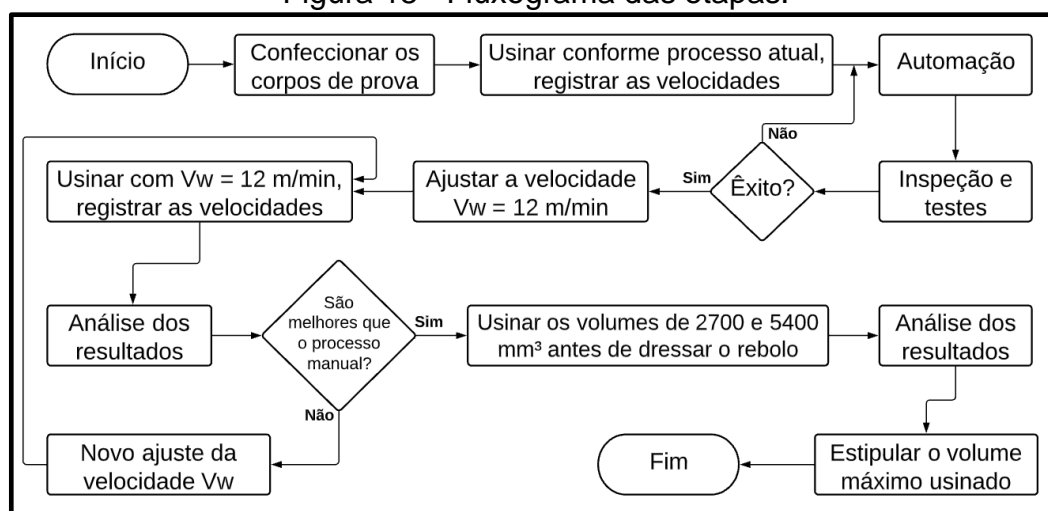 Figura 13 - Fluxograma das etapas.
Início
Confeccionar os
corpos de prova
Usinar conforme processo atual,
registrar as velocidades
Automação
Inspeção e
testes
Êxito?
Não
Sim
Ajustar a velocidade
Vw = 12 m/min
Usinar com Vw = 12 m/min,
registrar as velocidades
Análise dos
resultados
São
melhores que
o processo
manual?
Sim
Não
Novo ajuste da
velocidade Vw
Usinar os volumes de 2700 e 5400
mm³ antes de dressar o rebolo
Análise dos
resultados
Estipular o volume
máximo usinado
Fim